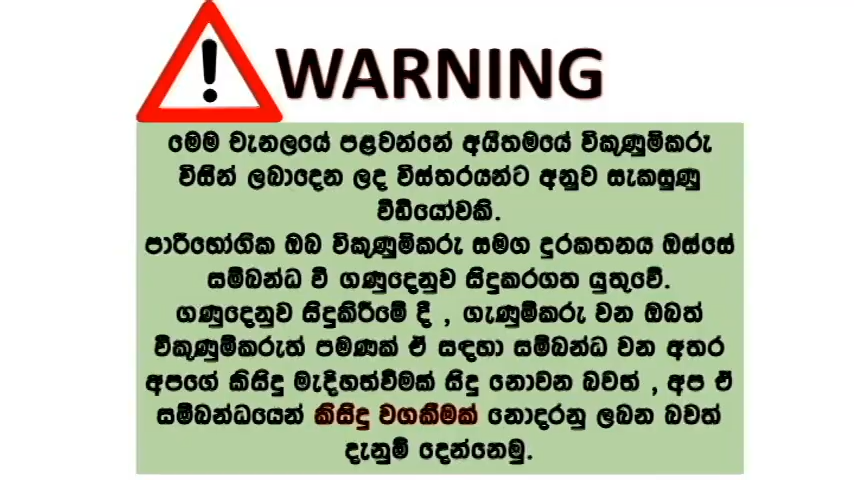 WARNING
මෙම චැනලයේ පළවන්නේ අයිතමයේ විකුණුම්කරු
විසින් ලබාදෙන ලද විස්තරයන්ට අනුව සැකසුණු
වීඩියෝවකි.
පාරිභෝගික ඔබ විකුණුම්කරු සමග දුරකතනය ඔස්සේ
සම්බන්ධ වී ගණුදෙනුව සිදුකරගත යුතුවේ.
ගණුදෙනුව සිදුකිරීමේ දී , ගැණුම්කරු වන ඔබත්
විකුණුම්කරුත් පමණක් ඒ සඳහා සම්බන්ධ වන අතර
අපගේ කිසිදු මැදිහත්වීමක් සිදු නොවන බවත් , අප ඒ
සම්බන්ධයෙන් කිසිදු වගකීමක් නොදරනු ලබන බවත්
දැනුම් දෙන්නෙමු.